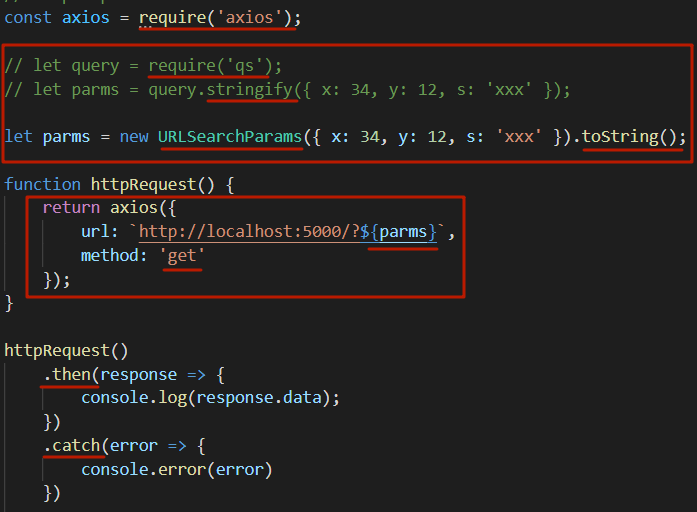 const axios = require('axios');
// let query = require('qs');
// let parms = query.stringify({ x: 34, y: 12, s: 'xxx' });
let parms = new URLSearchParams({ x: 34, y: 12, s: 'xxx' }).toString();
function httpRequest() {
    return axios({
        url: `http://localhost:5000/?${parms}`,
        method: 'get'
    });
}
httpRequest()
    .then(response => {
        console.log(response.data);
    })
    .catch(error => {
        console.error(error)
    })